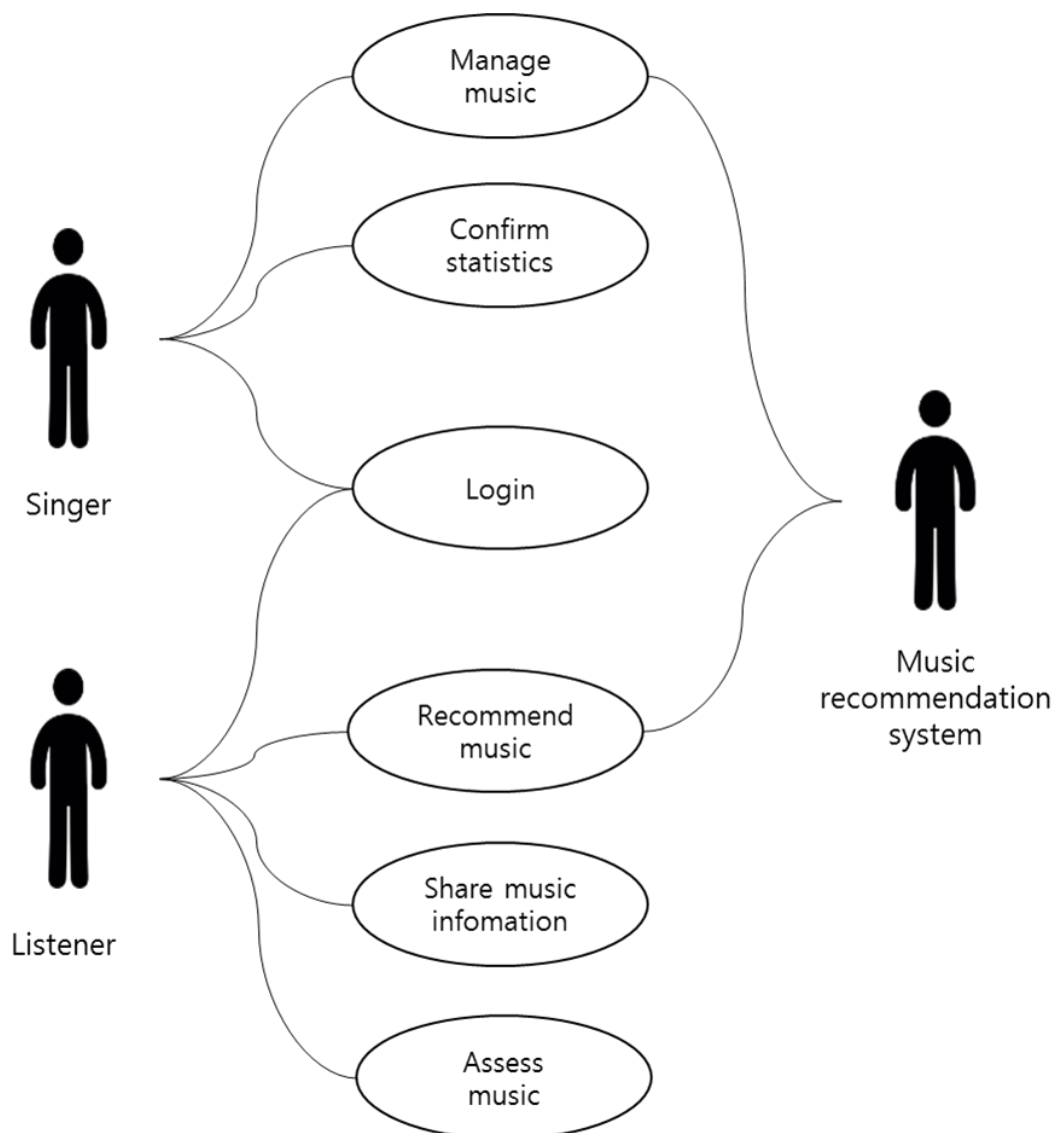 Manage
music
Confirm
statistics
Singer
Login
Music
recommendation
system
Recommend
music
Listener
Share music
infomation
Assess
music